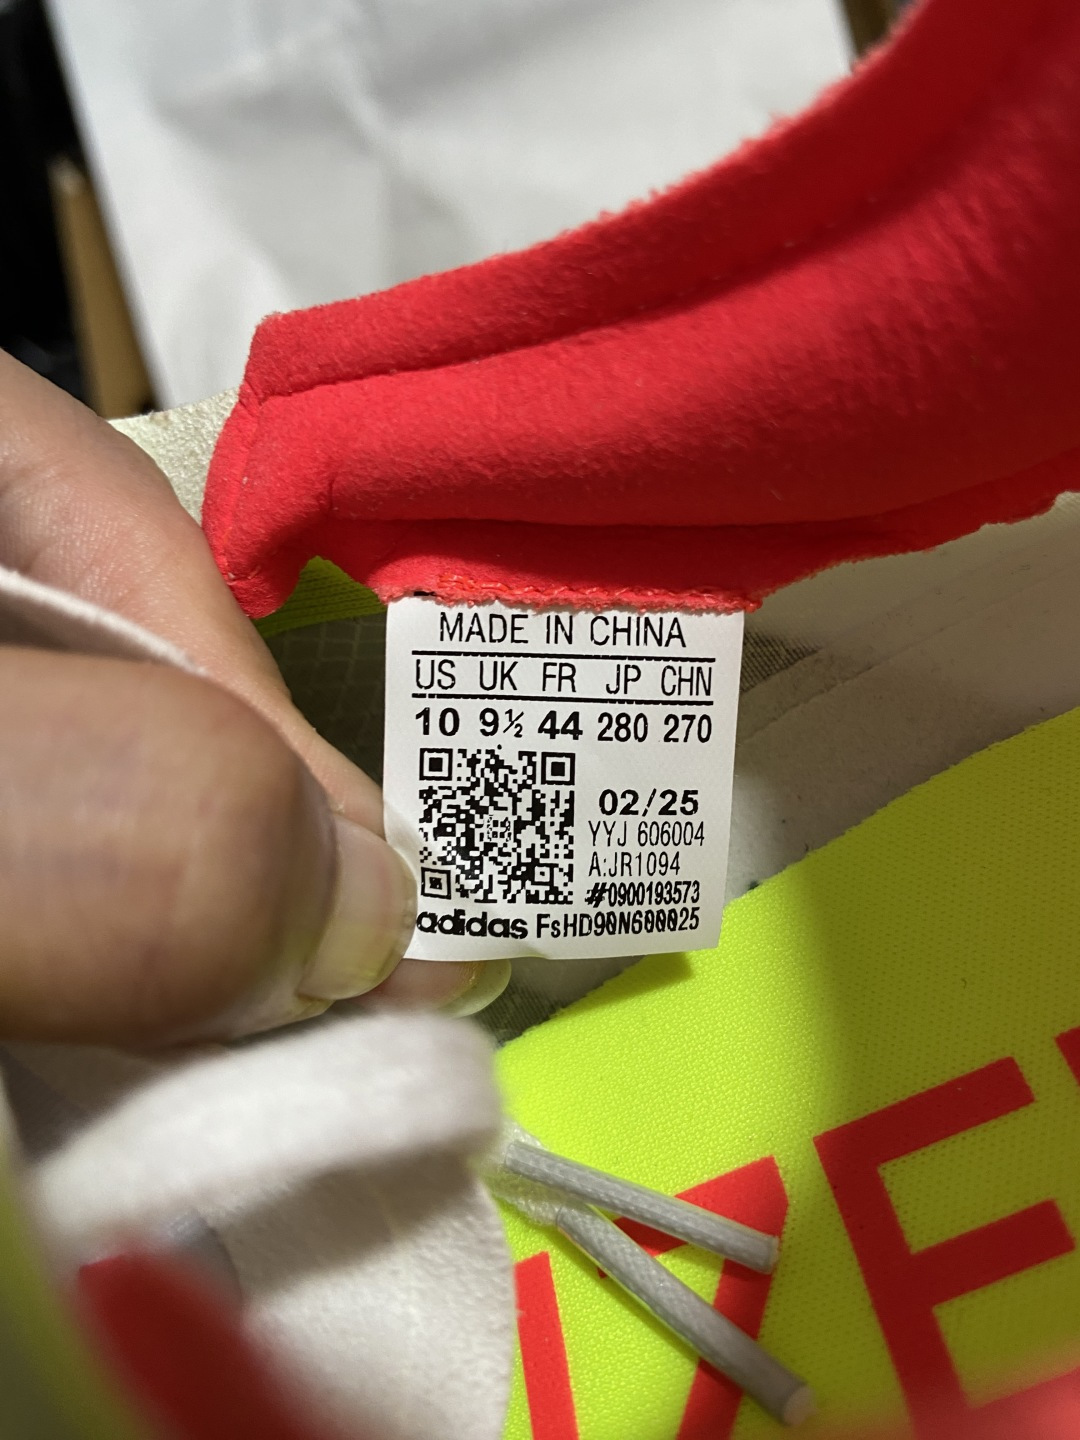 MADE IN CHINA
US UK FR JP CHN
10 9½ 44 280 270
02/25
YYJ 606004
A:JR1094
#0900193573
adidas FsHD90N600025